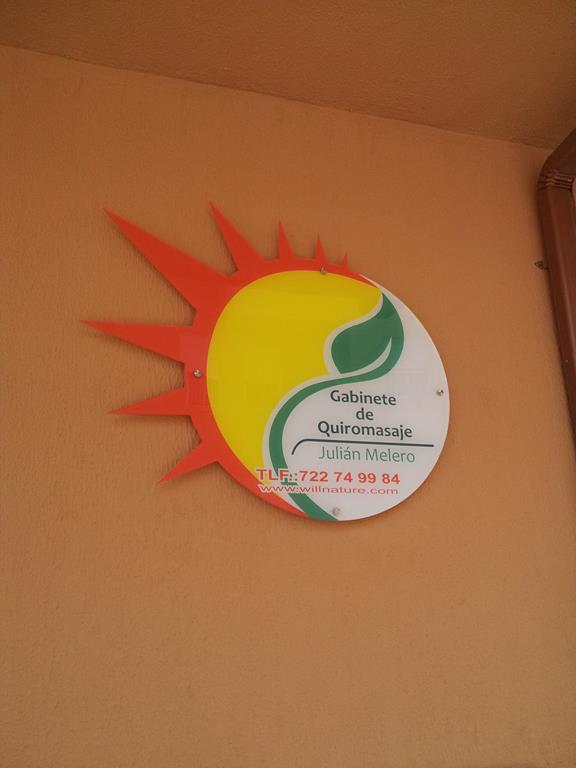 Gabinete
de
Quiromasaje
Julián Melero
TLF.:722 74 99 84
www.willnature.com